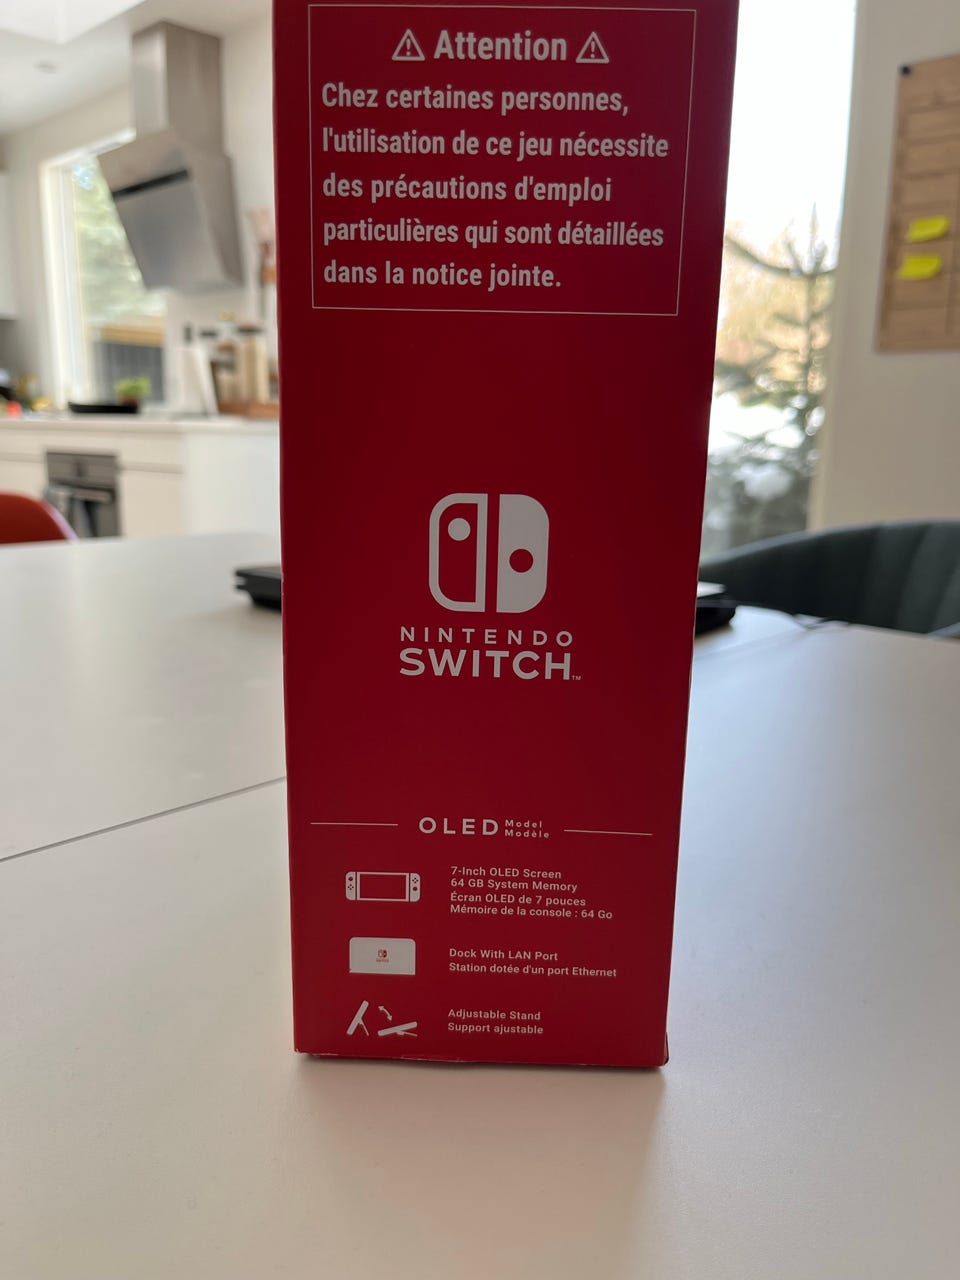 Attention
Chez certaines personnes,
l'utilisation de ce jeu nécessite
des précautions d'emploi
particulières qui sont détaillées
dans la notice jointe.
NINTENDO
SWITCH™
OLED Model
Modèle
7-Inch OLED Screen
64 GB System Memory
Écran OLED de 7 pouces
Mémoire de la console : 64 Go
Dock With LAN Port
Station dotée d'un port Ethernet
Adjustable Stand
Support ajustable